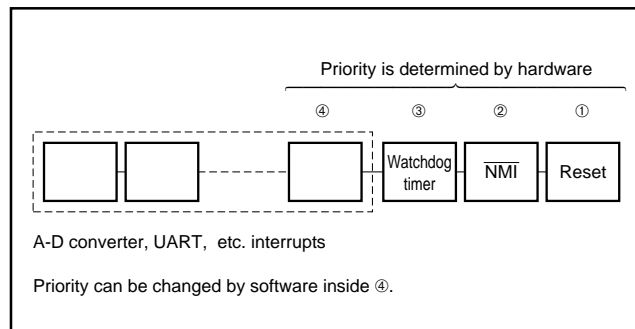 Priority is determined by hardware
④ ③ ② ①
Watchdog
timer
N̅M̅I̅
Reset
A-D converter, UART, etc. interrupts
Priority can be changed by software inside ④.